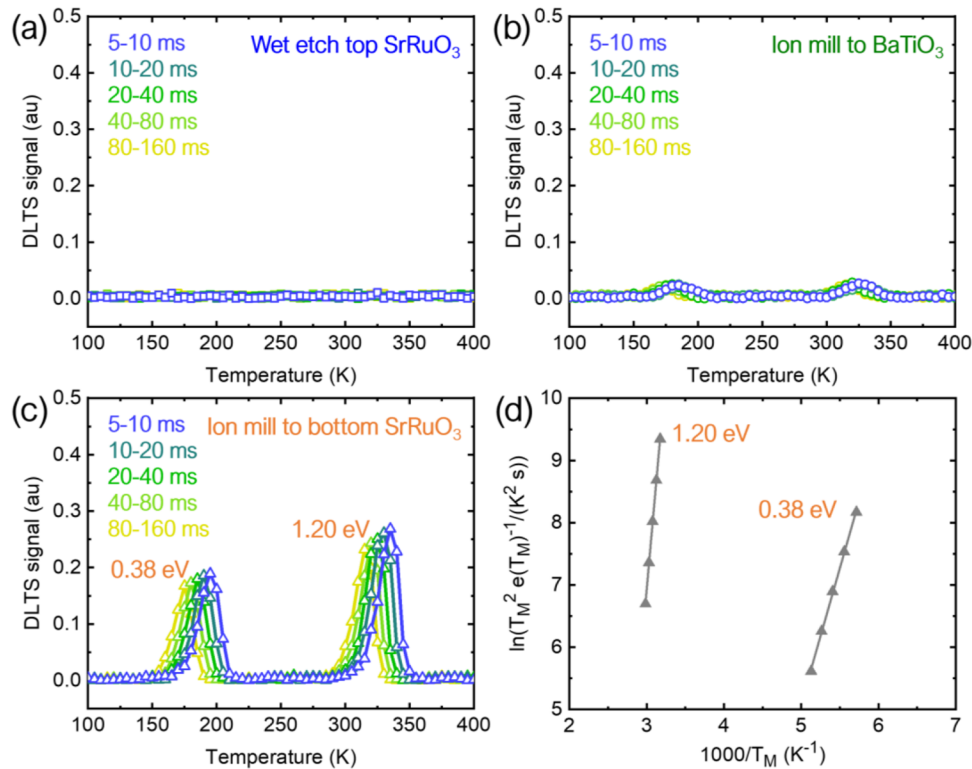 (a)
0.5
0.4
0.3
0.2
0.1
0.0
DLTS signal (au)
5-10 ms
10-20 ms
20-40 ms
40-80 ms
80-160 ms
Wet etch top SrRuO₃
100 150 200 250 300 350 400
Temperature (K)
(b)
0.5
0.4
0.3
0.2
0.1
0.0
DLTS signal (au)
5-10 ms
10-20 ms
20-40 ms
40-80 ms
80-160 ms
Ion mill to BaTiO₃
100 150 200 250 300 350 400
Temperature (K)
(c)
0.5
0.4
0.3
0.2
0.1
0.0
DLTS signal (au)
5-10 ms
10-20 ms
20-40 ms
40-80 ms
80-160 ms
Ion mill to bottom SrRuO₃
1.20 eV
0.38 eV
100 150 200 250 300 350 400
Temperature (K)
(d)
10
9
8
7
6
5
ln(T_M² e(T_M)⁻¹/(K² s))
1.20 eV
0.38 eV
2 3 4 5 6 7
1000/T_M (K⁻¹)